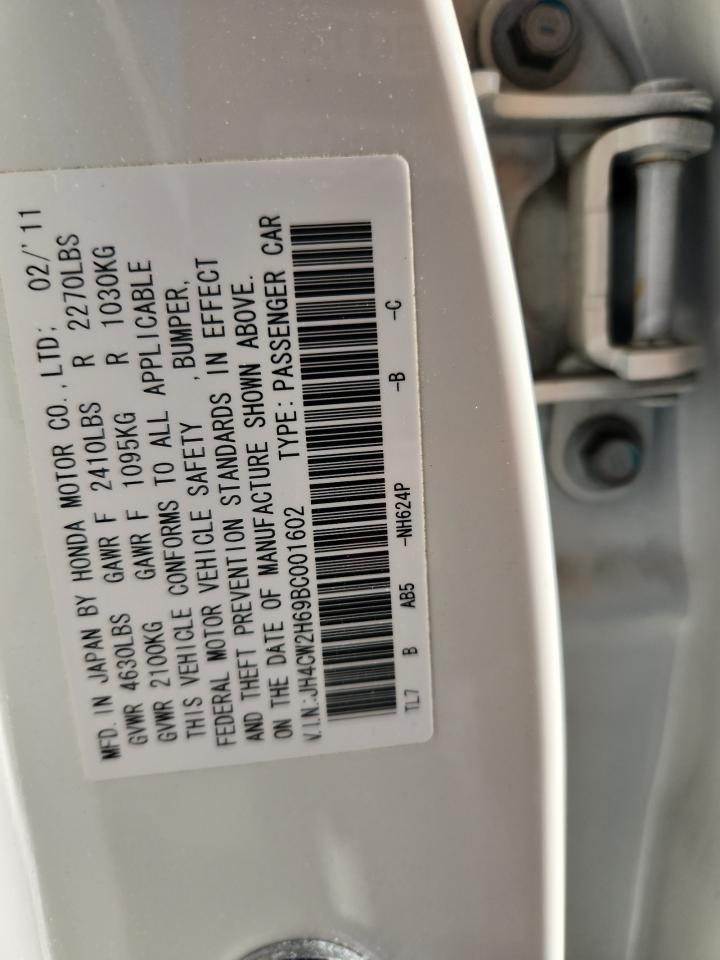 MFD. IN JAPAN BY HONDA MOTOR CO., LTD; 02/'11
GVWR 4630LBS GAWR F 2410LBS R 2270LBS
GVWR 2100KG GAWR F 1095KG R 1030KG
THIS VEHICLE CONFORMS TO ALL APPLICABLE
FEDERAL MOTOR VEHICLE SAFETY , BUMPER,
AND THEFT PREVENTION STANDARDS IN EFFECT
ON THE DATE OF MANUFACTURE SHOWN ABOVE.
V.I.N.:JH4CW2H69BC001602 TYPE: PASSENGER CAR
TL7 B AB5 -NH624P -B -C